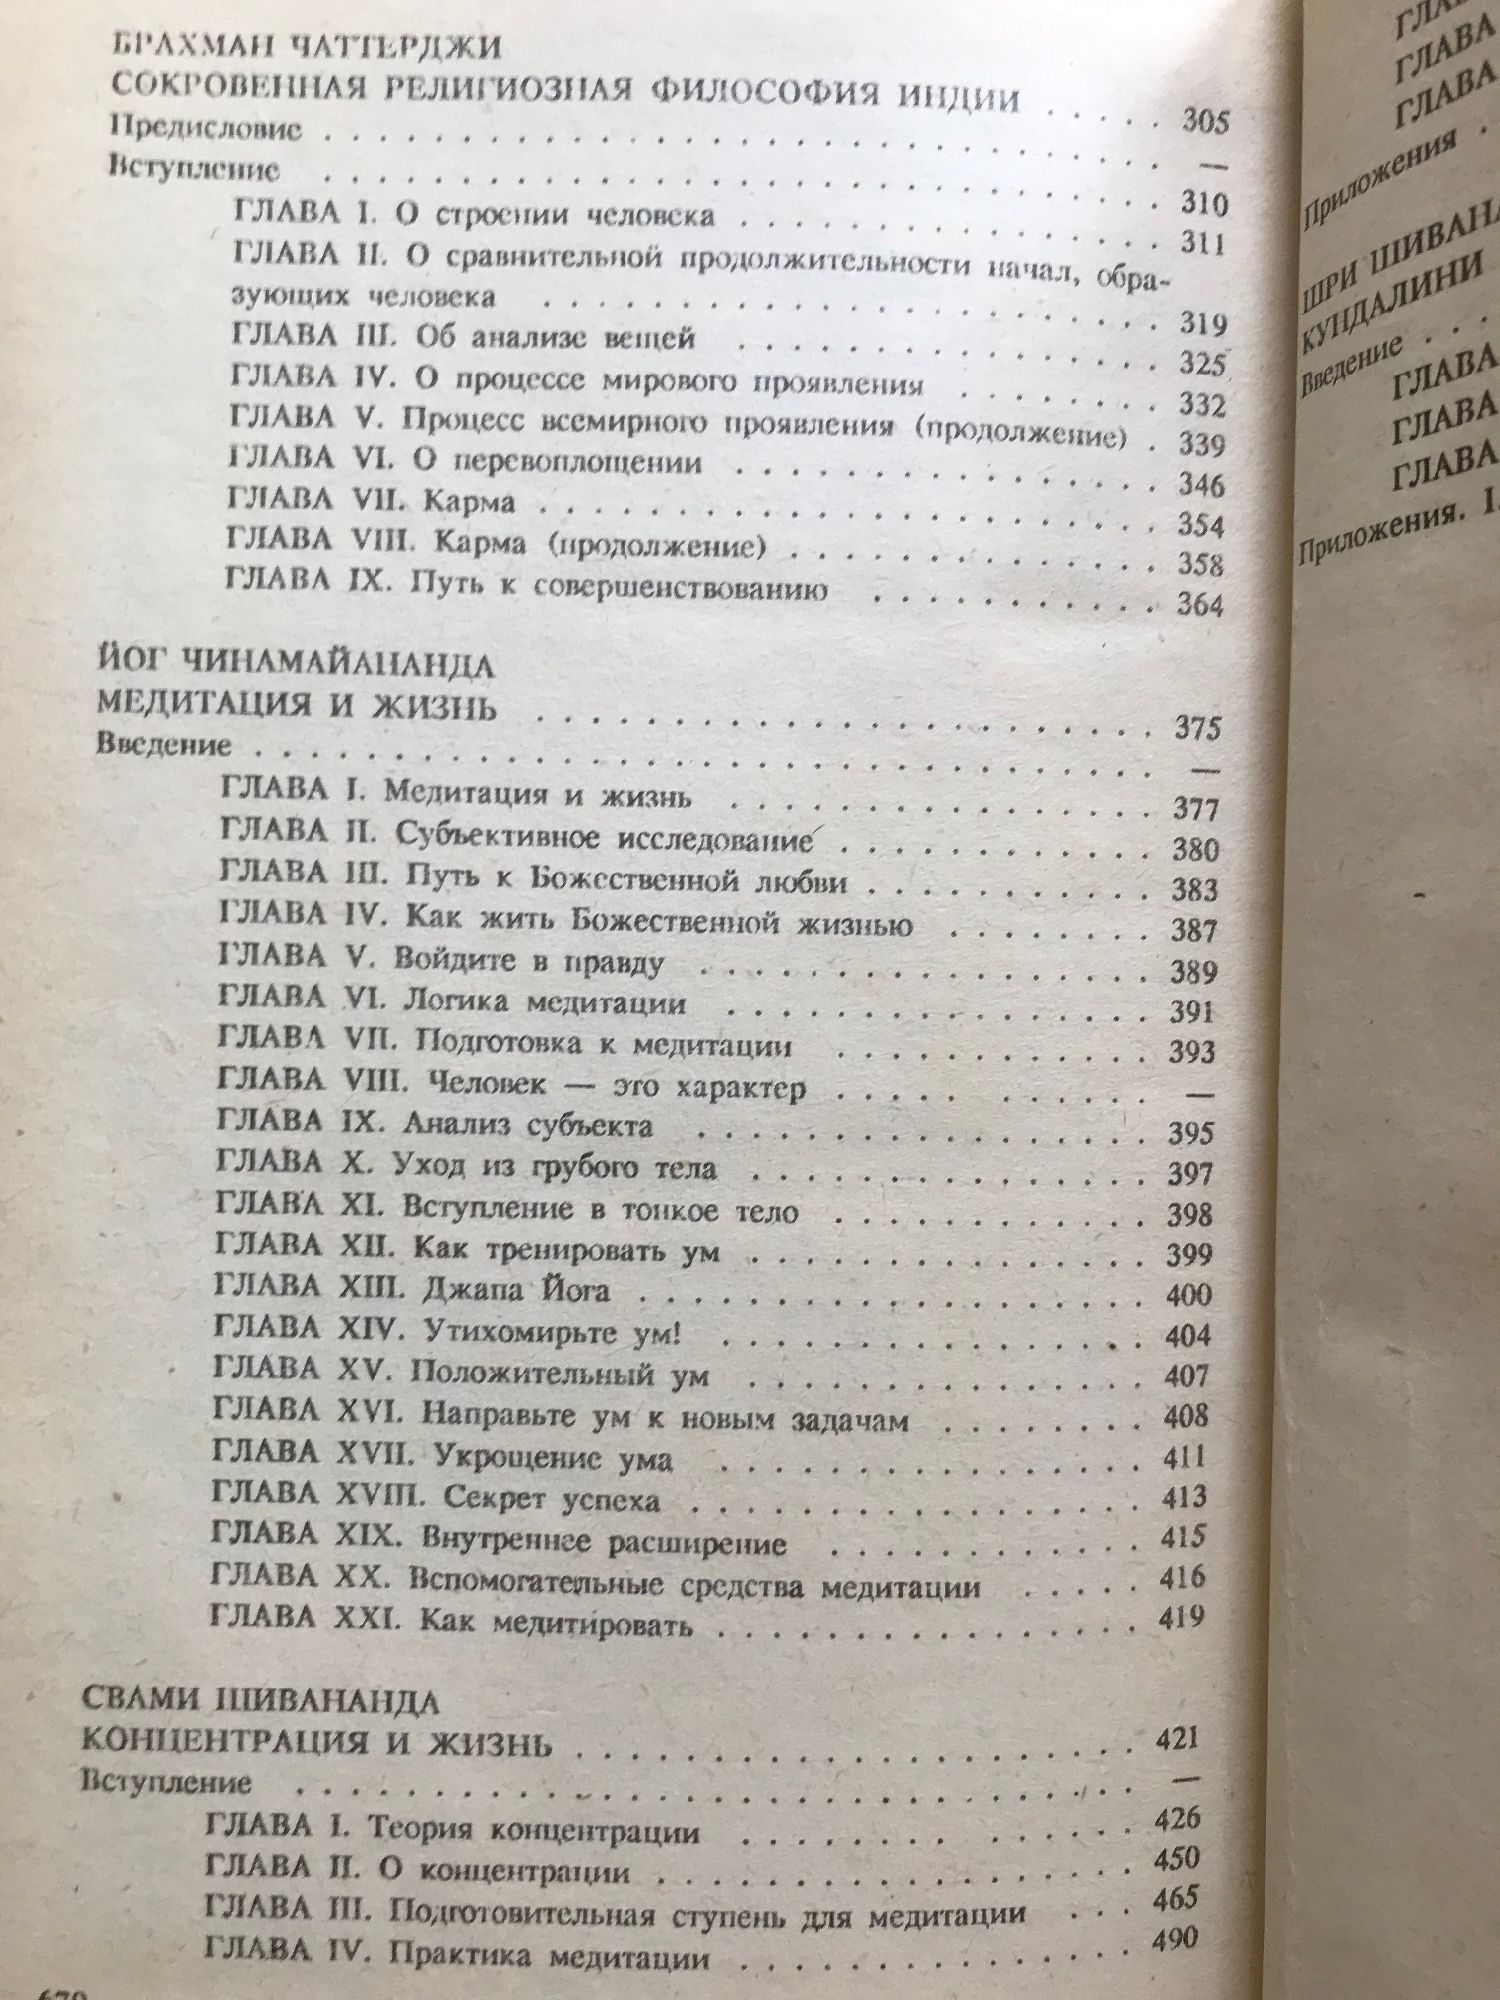 БРАХМАН ЧАТТЕРДЖИ
СОКРОВЕННАЯ РЕЛИГИОЗНАЯ ФИЛОСОФИЯ ИНДИИ . . . . . 305
Предисловие . . . . . . . . . . . . . . . . . . . . . . . . . . . . . . —
Вступление . . . . . . . . . . . . . . . . . . . . . . . . . . . . . . 310
ГЛАВА I. О строении человека . . . . . . . . . . . . . . . . 311
ГЛАВА II. О сравнительной продолжительности начал, обра-
зующих человека . . . . . . . . . . . . . . . . . . . . . . . 319
ГЛАВА III. Об анализе вещей . . . . . . . . . . . . . . . . 325
ГЛАВА IV. О процессе мирового проявления . . . . . . . . 332
ГЛАВА V. Процесс всемирного проявления (продолжение) . 339
ГЛАВА VI. О перевоплощении . . . . . . . . . . . . . . . . 346
ГЛАВА VII. Карма . . . . . . . . . . . . . . . . . . . . . . . 354
ГЛАВА VIII. Карма (продолжение) . . . . . . . . . . . . . . 358
ГЛАВА IX. Путь к совершенствованию . . . . . . . . . . . 364
ЙОГ ЧИНАМАЙАНАНДА
МЕДИТАЦИЯ И ЖИЗНЬ . . . . . . . . . . . . . . . . . . . . . . 375
Введение . . . . . . . . . . . . . . . . . . . . . . . . . . . . . . . . —
ГЛАВА I. Медитация и жизнь . . . . . . . . . . . . . . . . 377
ГЛАВА II. Субъективное исследование . . . . . . . . . . . . 380
ГЛАВА III. Путь к Божественной любви . . . . . . . . . . . 383
ГЛАВА IV. Как жить Божественной жизнью . . . . . . . . 387
ГЛАВА V. Войдите в правду . . . . . . . . . . . . . . . . . 389
ГЛАВА VI. Логика медитации . . . . . . . . . . . . . . . . 391
ГЛАВА VII. Подготовка к медитации . . . . . . . . . . . . 393
ГЛАВА VIII. Человек — это характер . . . . . . . . . . . —
ГЛАВА IX. Анализ субъекта . . . . . . . . . . . . . . . . . 395
ГЛАВА X. Уход из грубого тела . . . . . . . . . . . . . . . 397
ГЛАВА XI. Вступление в тонкое тело . . . . . . . . . . . . 398
ГЛАВА XII. Как тренировать ум . . . . . . . . . . . . . . . 399
ГЛАВА XIII. Джапа Йога . . . . . . . . . . . . . . . . . . . 400
ГЛАВА XIV. Утихомирьте ум! . . . . . . . . . . . . . . . . 404
ГЛАВА XV. Положительный ум . . . . . . . . . . . . . . . 407
ГЛАВА XVI. Направьте ум к новым задачам . . . . . . . . 408
ГЛАВА XVII. Укрощение ума . . . . . . . . . . . . . . . . 411
ГЛАВА XVIII. Секрет успеха . . . . . . . . . . . . . . . . . 413
ГЛАВА XIX. Внутреннее расширение . . . . . . . . . . . . 415
ГЛАВА XX. Вспомогательные средства медитации . . . . . 416
ГЛАВА XXI. Как медитировать . . . . . . . . . . . . . . . . 419
СВАМИ ШИВАНАНДА
КОНЦЕНТРАЦИЯ И ЖИЗНЬ . . . . . . . . . . . . . . . . . . . . 421
Вступление . . . . . . . . . . . . . . . . . . . . . . . . . . . . . . —
ГЛАВА I. Теория концентрации . . . . . . . . . . . . . . 426
ГЛАВА II. О концентрации . . . . . . . . . . . . . . . . . . 450
ГЛАВА III. Подготовительная ступень для медитации . . . 465
ГЛАВА IV. Практика медитации . . . . . . . . . . . . . . . 490
ГЛАВА
ГЛАВА
Приложения .
ШРИ
КУНДАЛИНИ
Введение . . .
ГЛАВА
ГЛАВА
ГЛАВА
Приложения. I.